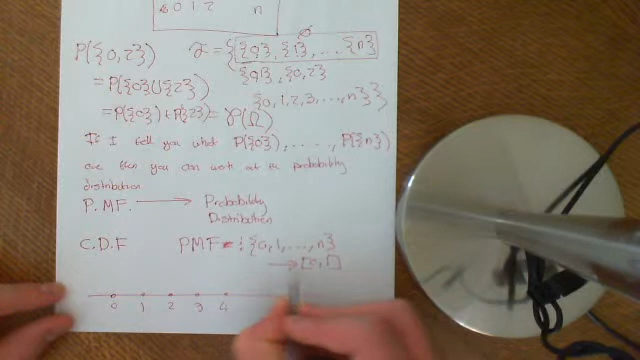 0 1 2 n
P({0,2}) 𝓕 = { {0}, {1}, ... {n}
= P({0}∪{2}) {0,1}, {0,2}
{0,1,2,3,...,n} }
= P({0}) + P({2}) = 𝒫(Ω)
If I tell you what P({0}), ....., P({n})
are then you can work out the probability
distribution
P.MF. → Probability
Distribution
C.D.F PMF : {0,1,...,n}
→ [0,1]
0 1 2 3 4